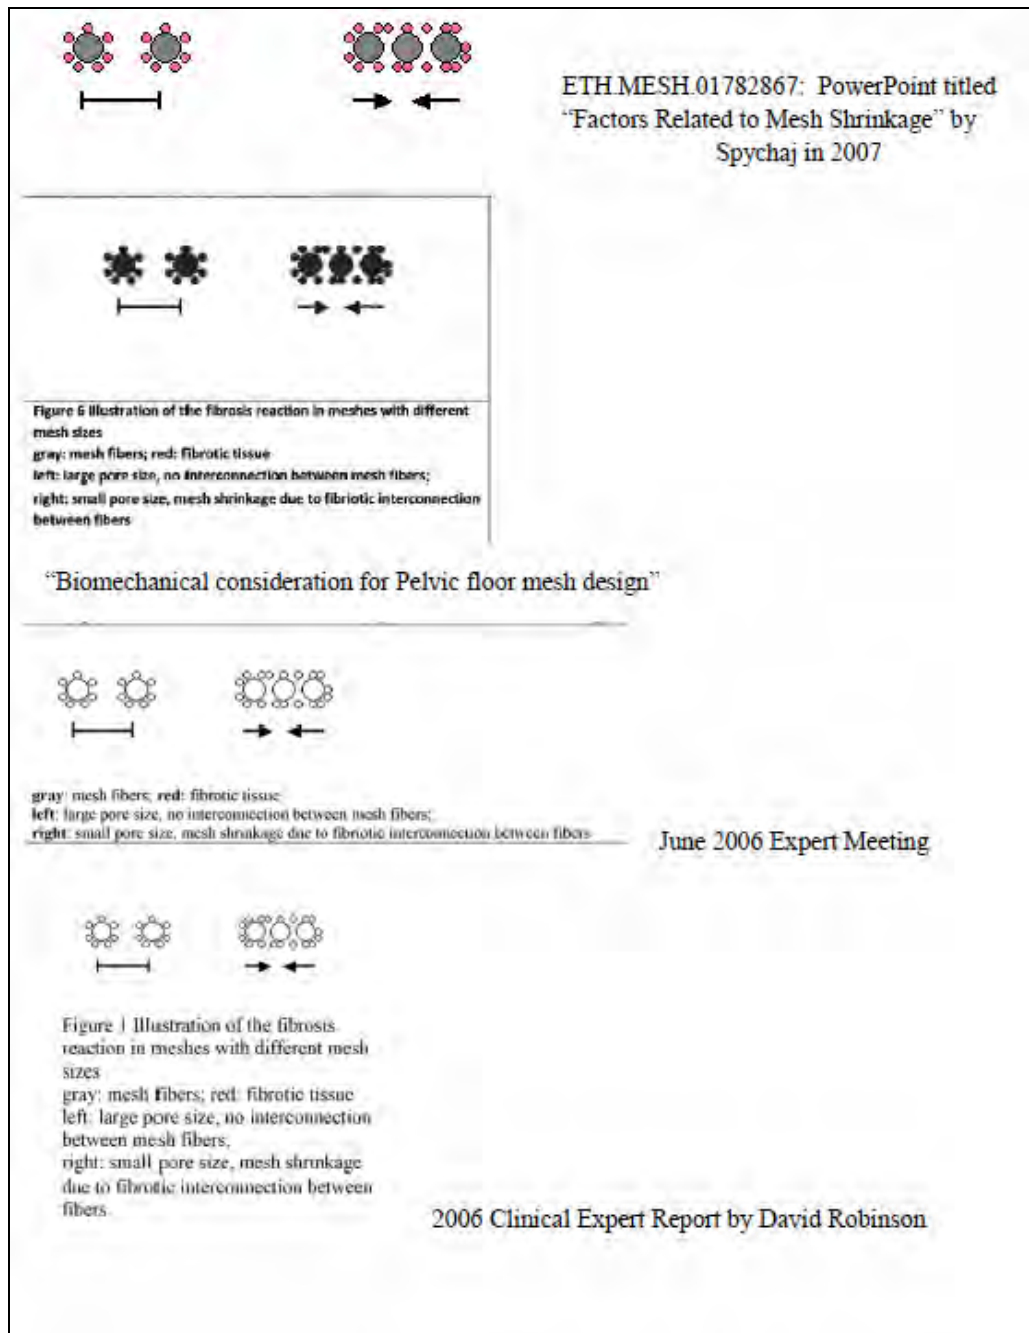 ETH.MESH.01782867: PowerPoint titled
“Factors Related to Mesh Shrinkage” by
Spychaj in 2007
Figure 6 Illustration of the fibrosis reaction in meshes with different
mesh sizes
gray: mesh fibers; red: fibrotic tissue
left: large pore size, no interconnection between mesh fibers;
right: small pore size, mesh shrinkage due to fibriotic interconnection
between fibers
“Biomechanical consideration for Pelvic floor mesh design”
gray: mesh fibers; red: fibrotic tissue
left: large pore size, no interconnection between mesh fibers;
right: small pore size, mesh shrinkage due to fibriotic interconnection between fibers
June 2006 Expert Meeting
Figure 1 Illustration of the fibrosis
reaction in meshes with different mesh
sizes
gray: mesh fibers; red: fibrotic tissue
left: large pore size, no interconnection
between mesh fibers;
right: small pore size, mesh shrinkage
due to fibrotic interconnection between
fibers
2006 Clinical Expert Report by David Robinson